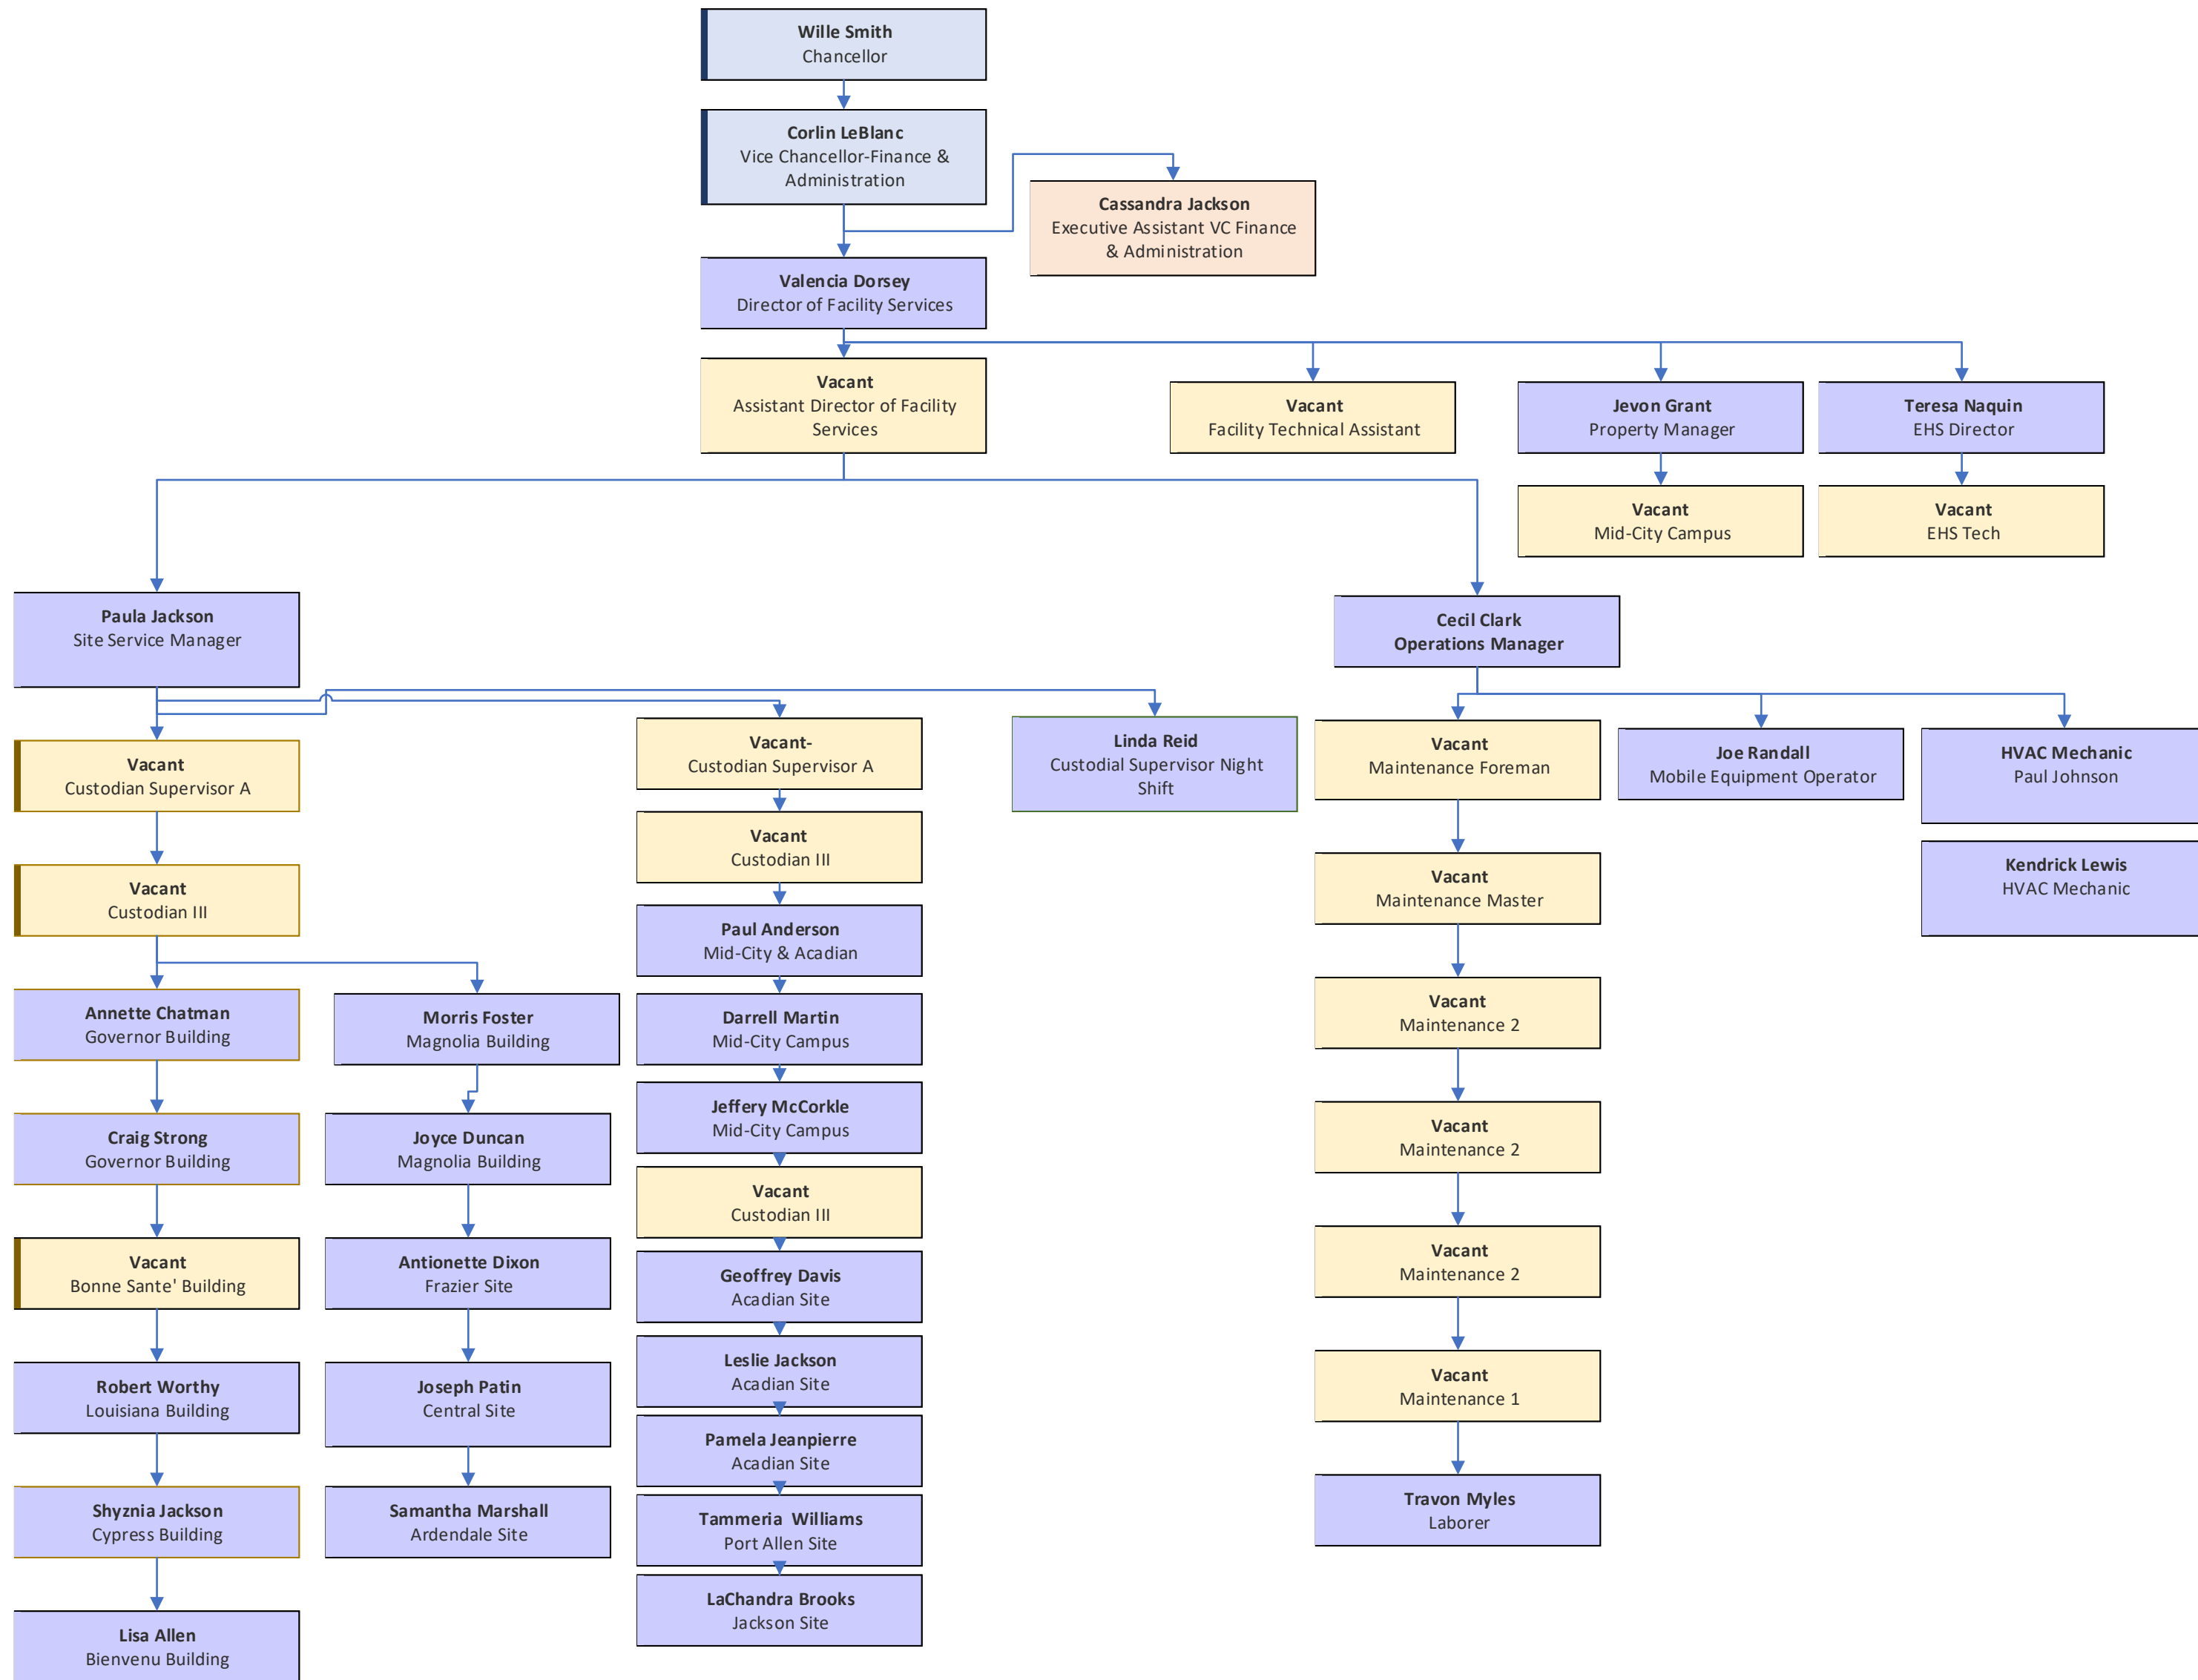 Wille Smith
Chancellor
Corlin LeBlanc
Vice Chancellor-Finance &
Administration
Cassandra Jackson
Executive Assistant VC Finance
& Administration
Valencia Dorsey
Director of Facility Services
Vacant
Assistant Director of Facility
Services
Vacant
Facility Technical Assistant
Jevon Grant
Property Manager
Teresa Naquin
EHS Director
Vacant
Mid-City Campus
Vacant
EHS Tech
Paula Jackson
Site Service Manager
Cecil Clark
Operations Manager
Vacant
Custodian Supervisor A
Vacant
Custodian III
Annette Chatman
Governor Building
Craig Strong
Governor Building
Vacant
Bonne Sante' Building
Robert Worthy
Louisiana Building
Shyznia Jackson
Cypress Building
Lisa Allen
Bienvenu Building
Morris Foster
Magnolia Building
Joyce Duncan
Magnolia Building
Antionette Dixon
Frazier Site
Joseph Patin
Central Site
Samantha Marshall
Ardendale Site
Vacant-
Custodian Supervisor A
Vacant
Custodian III
Paul Anderson
Mid-City & Acadian
Darrell Martin
Mid-City Campus
Jeffery McCorkle
Mid-City Campus
Vacant
Custodian III
Geoffrey Davis
Acadian Site
Leslie Jackson
Acadian Site
Pamela Jeanpierre
Acadian Site
Tammeria  Williams
Port Allen Site
LaChandra Brooks
Jackson Site
Linda Reid
Custodial Supervisor Night
Shift
Vacant
Maintenance Foreman
Vacant
Maintenance Master
Vacant
Maintenance 2
Vacant
Maintenance 2
Vacant
Maintenance 2
Vacant
Maintenance 1
Travon Myles
Laborer
Joe Randall
Mobile Equipment Operator
HVAC Mechanic
Paul Johnson
Kendrick Lewis
HVAC Mechanic